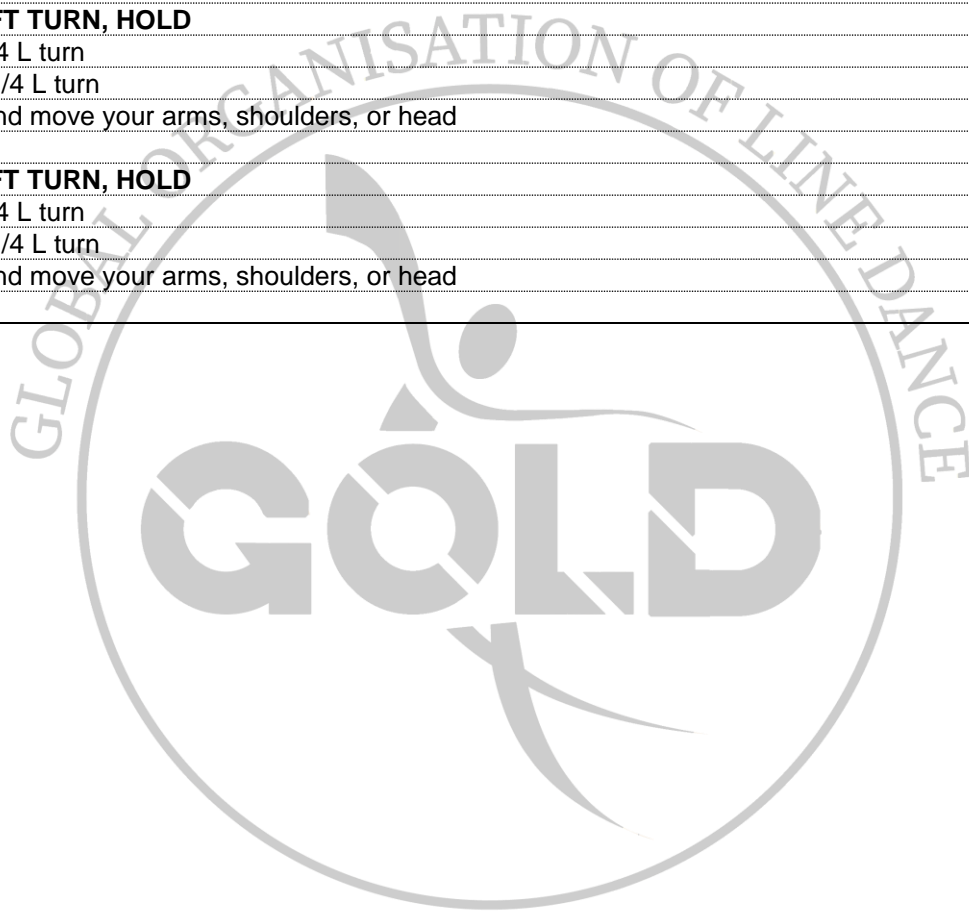 FT TURN, HOLD
4 L turn
/4 L turn
nd move your arms, shoulders, or head
FT TURN, HOLD
4 L turn
/4 L turn
nd move your arms, shoulders, or head
GLOBAL ORGANISATION OF LINE DANCE
GOLD